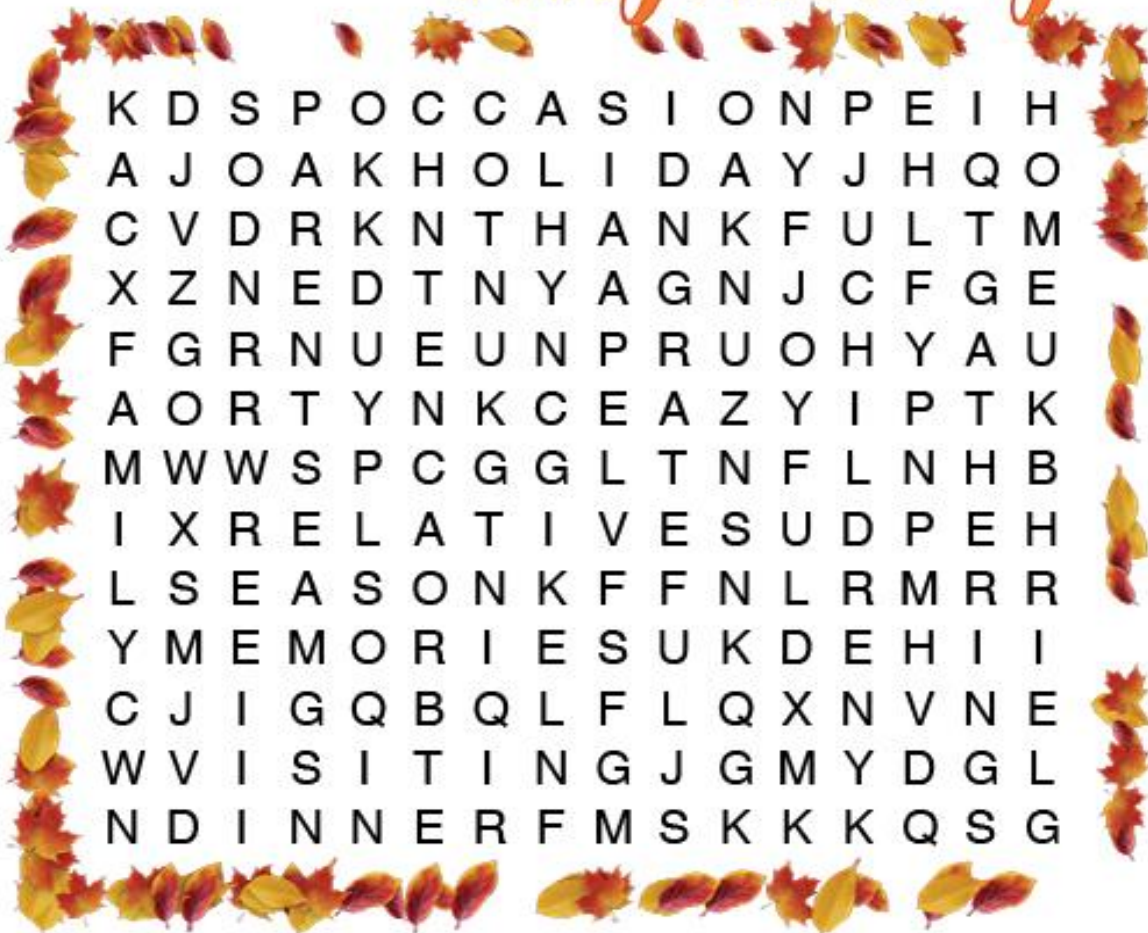 K D S P O C C A S I O N P E I H
A J O A K H O L I D A Y J H Q O
C V D R K N T H A N K F U L T M
X Z N E D T N Y A G N J C F G E
F G R N U E U N P R U O H Y A U
A O R T Y N K C E A Z Y I P T K
M W W S P C G G L T N F L N H B
I X R E L A T I V E S U D P E H
L S E A S O N K F F N L R M R R
Y M E M O R I E S U K D E H I I
C J I G Q B Q L F L Q X N V N E
W V I S I T I N G J G M Y D G L
N D I N N E R F M S K K K Q S G